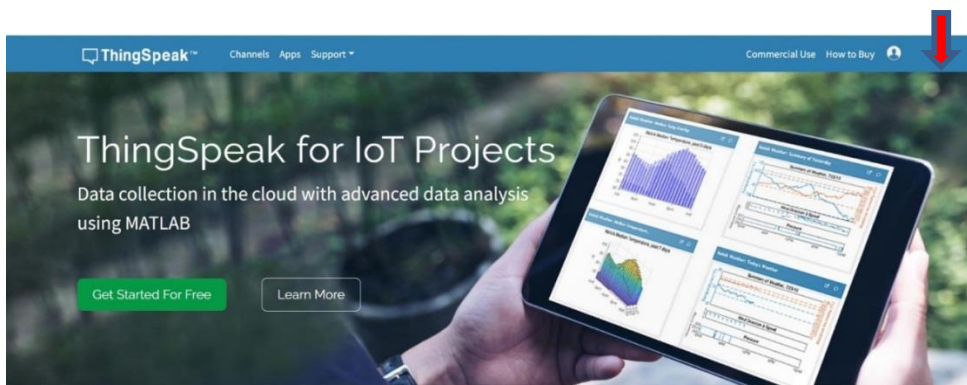 ThingSpeak™ Channels Apps Support Commercial Use How to Buy
ThingSpeak for IoT Projects
Data collection in the cloud with advanced data analysis
using MATLAB
Get Started For Free Learn More